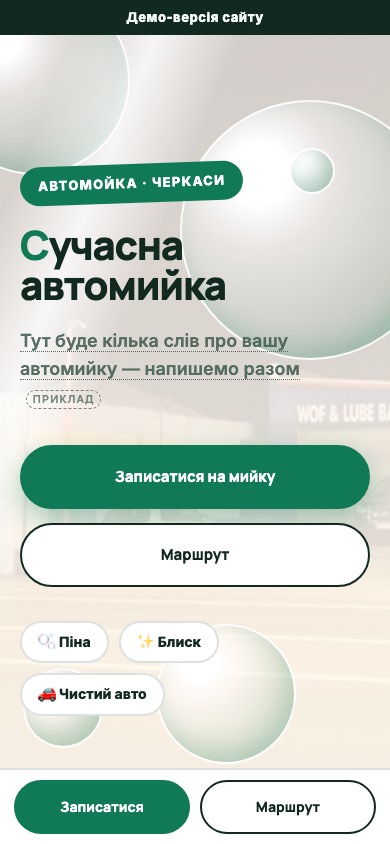 Демо-версія сайту
АВТОМОЙКА · ЧЕРКАСИ
Сучасна
автомийка
Тут буде кілька слів про вашу
автомийку — напишемо разом
ПРИКЛАД
WOF & LUBE BA
Записатися на мийку
Маршрут
🫧 Піна
✨ Блиск
🚗 Чистий авто
Записатися
Маршрут